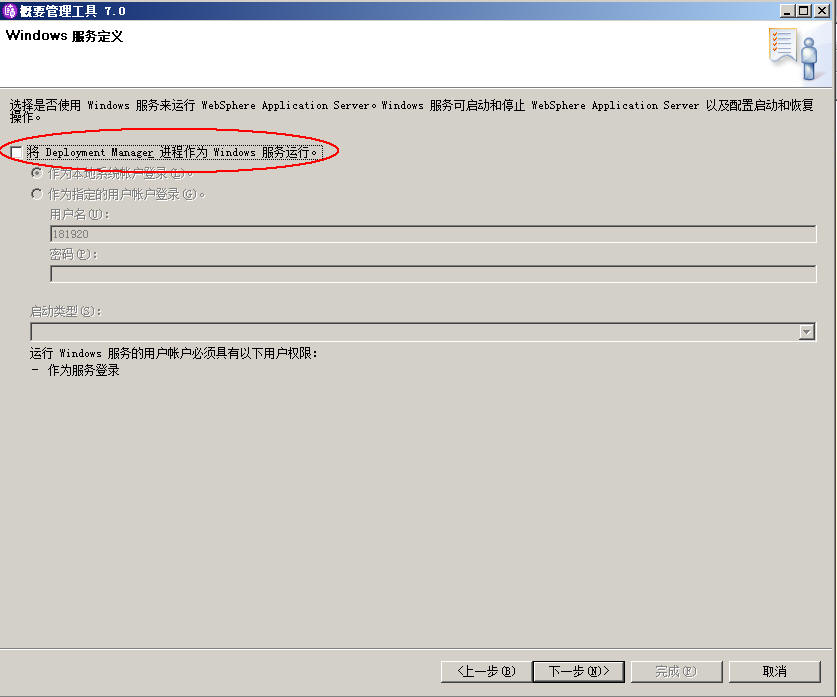 概要管理工具 7.0
Windows 服务定义
选择是否使用 Windows 服务来运行 WebSphere Application Server。Windows 服务可启动和停止 WebSphere Application Server 以及配置启动和恢复
操作。
将 Deployment Manager 进程作为 Windows 服务运行。
作为本地系统帐户登录(L)。
作为指定的用户帐户登录(G)。
用户名(U):
181920
密码(P):
启动类型(S):
运行 Windows 服务的用户帐户必须具有以下用户权限:
- 作为服务登录
<上一步(B) 下一步(N)> 完成(F) 取消